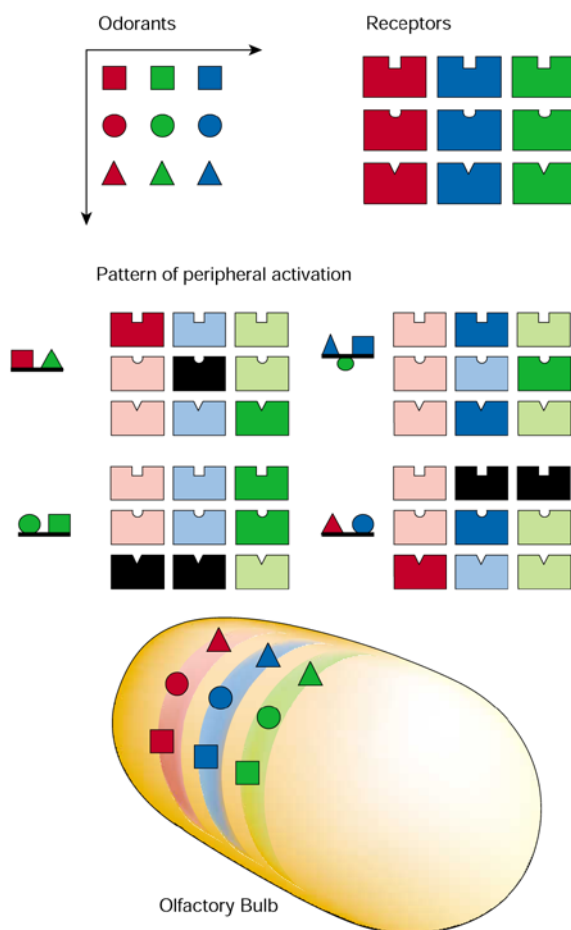 Odorants
Receptors
Pattern of peripheral activation
Olfactory Bulb